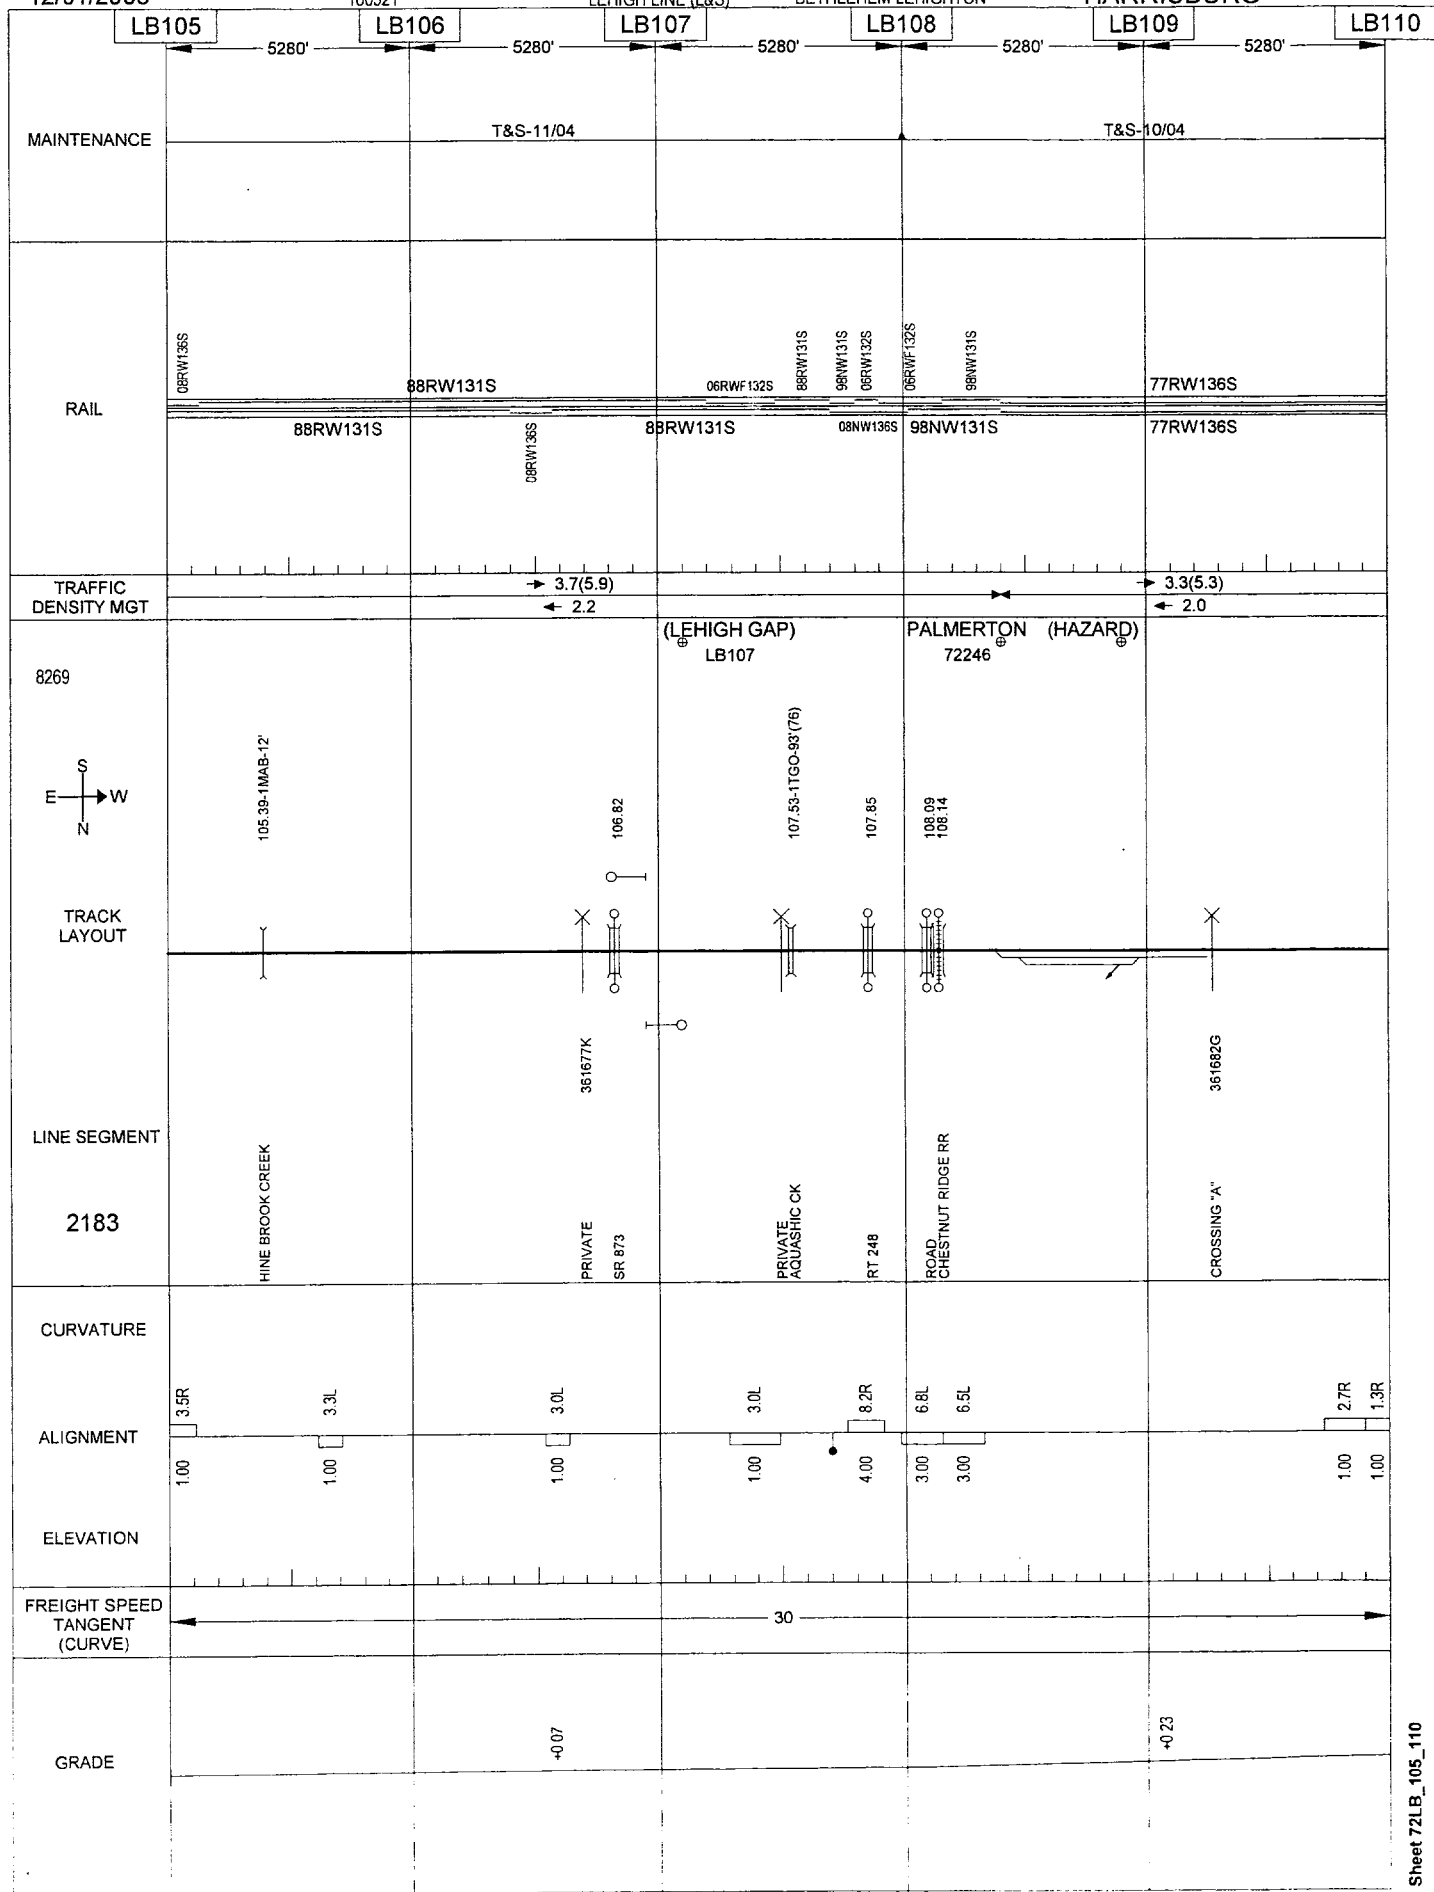 LEHIGH LINE (L&S)
LB105 LB106 LB107 LB108 LB109 LB110
5280' 5280' 5280' 5280' 5280'
MAINTENANCE
T&S-11/04 T&S-10/04
RAIL
08RW136S
88RW131S
06RWF132S
88RW131S
98NW131S
06RW132S
06RWF132S
98NW131S
77RW136S
88RW131S
08RW136S
88RW131S
08NW136S
98NW131S
77RW136S
TRAFFIC
DENSITY MGT
3.7(5.9)
2.2
3.3(5.3)
2.0
(LEHIGH GAP)
LB107
PALMERTON (HAZARD)
72246
8269
S
E W
N
105.39-1MAB-12'
106.82
107.53-1TGO-93'(76)
107.85
108.09
108.14
TRACK
LAYOUT
361677K
361682G
LINE SEGMENT
2183
HINE BROOK CREEK
PRIVATE
SR 873
PRIVATE
AQUASHIC CK
RT 248
ROAD
CHESTNUT RIDGE RR
CROSSING "A"
CURVATURE
3.5R
3.3L
3.0L
3.0L
8.2R
6.8L
6.5L
2.7R
1.3R
ALIGNMENT
1.00
1.00
1.00
1.00
4.00
3.00
3.00
1.00
1.00
ELEVATION
FREIGHT SPEED
TANGENT
(CURVE)
30
GRADE
+0.07
+0.23
Sheet 72LB_105_110